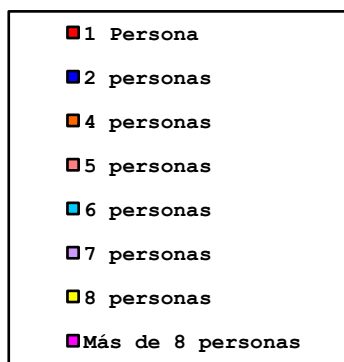 1 Persona
2 personas
4 personas
5 personas
6 personas
7 personas
8 personas
Más de 8 personas